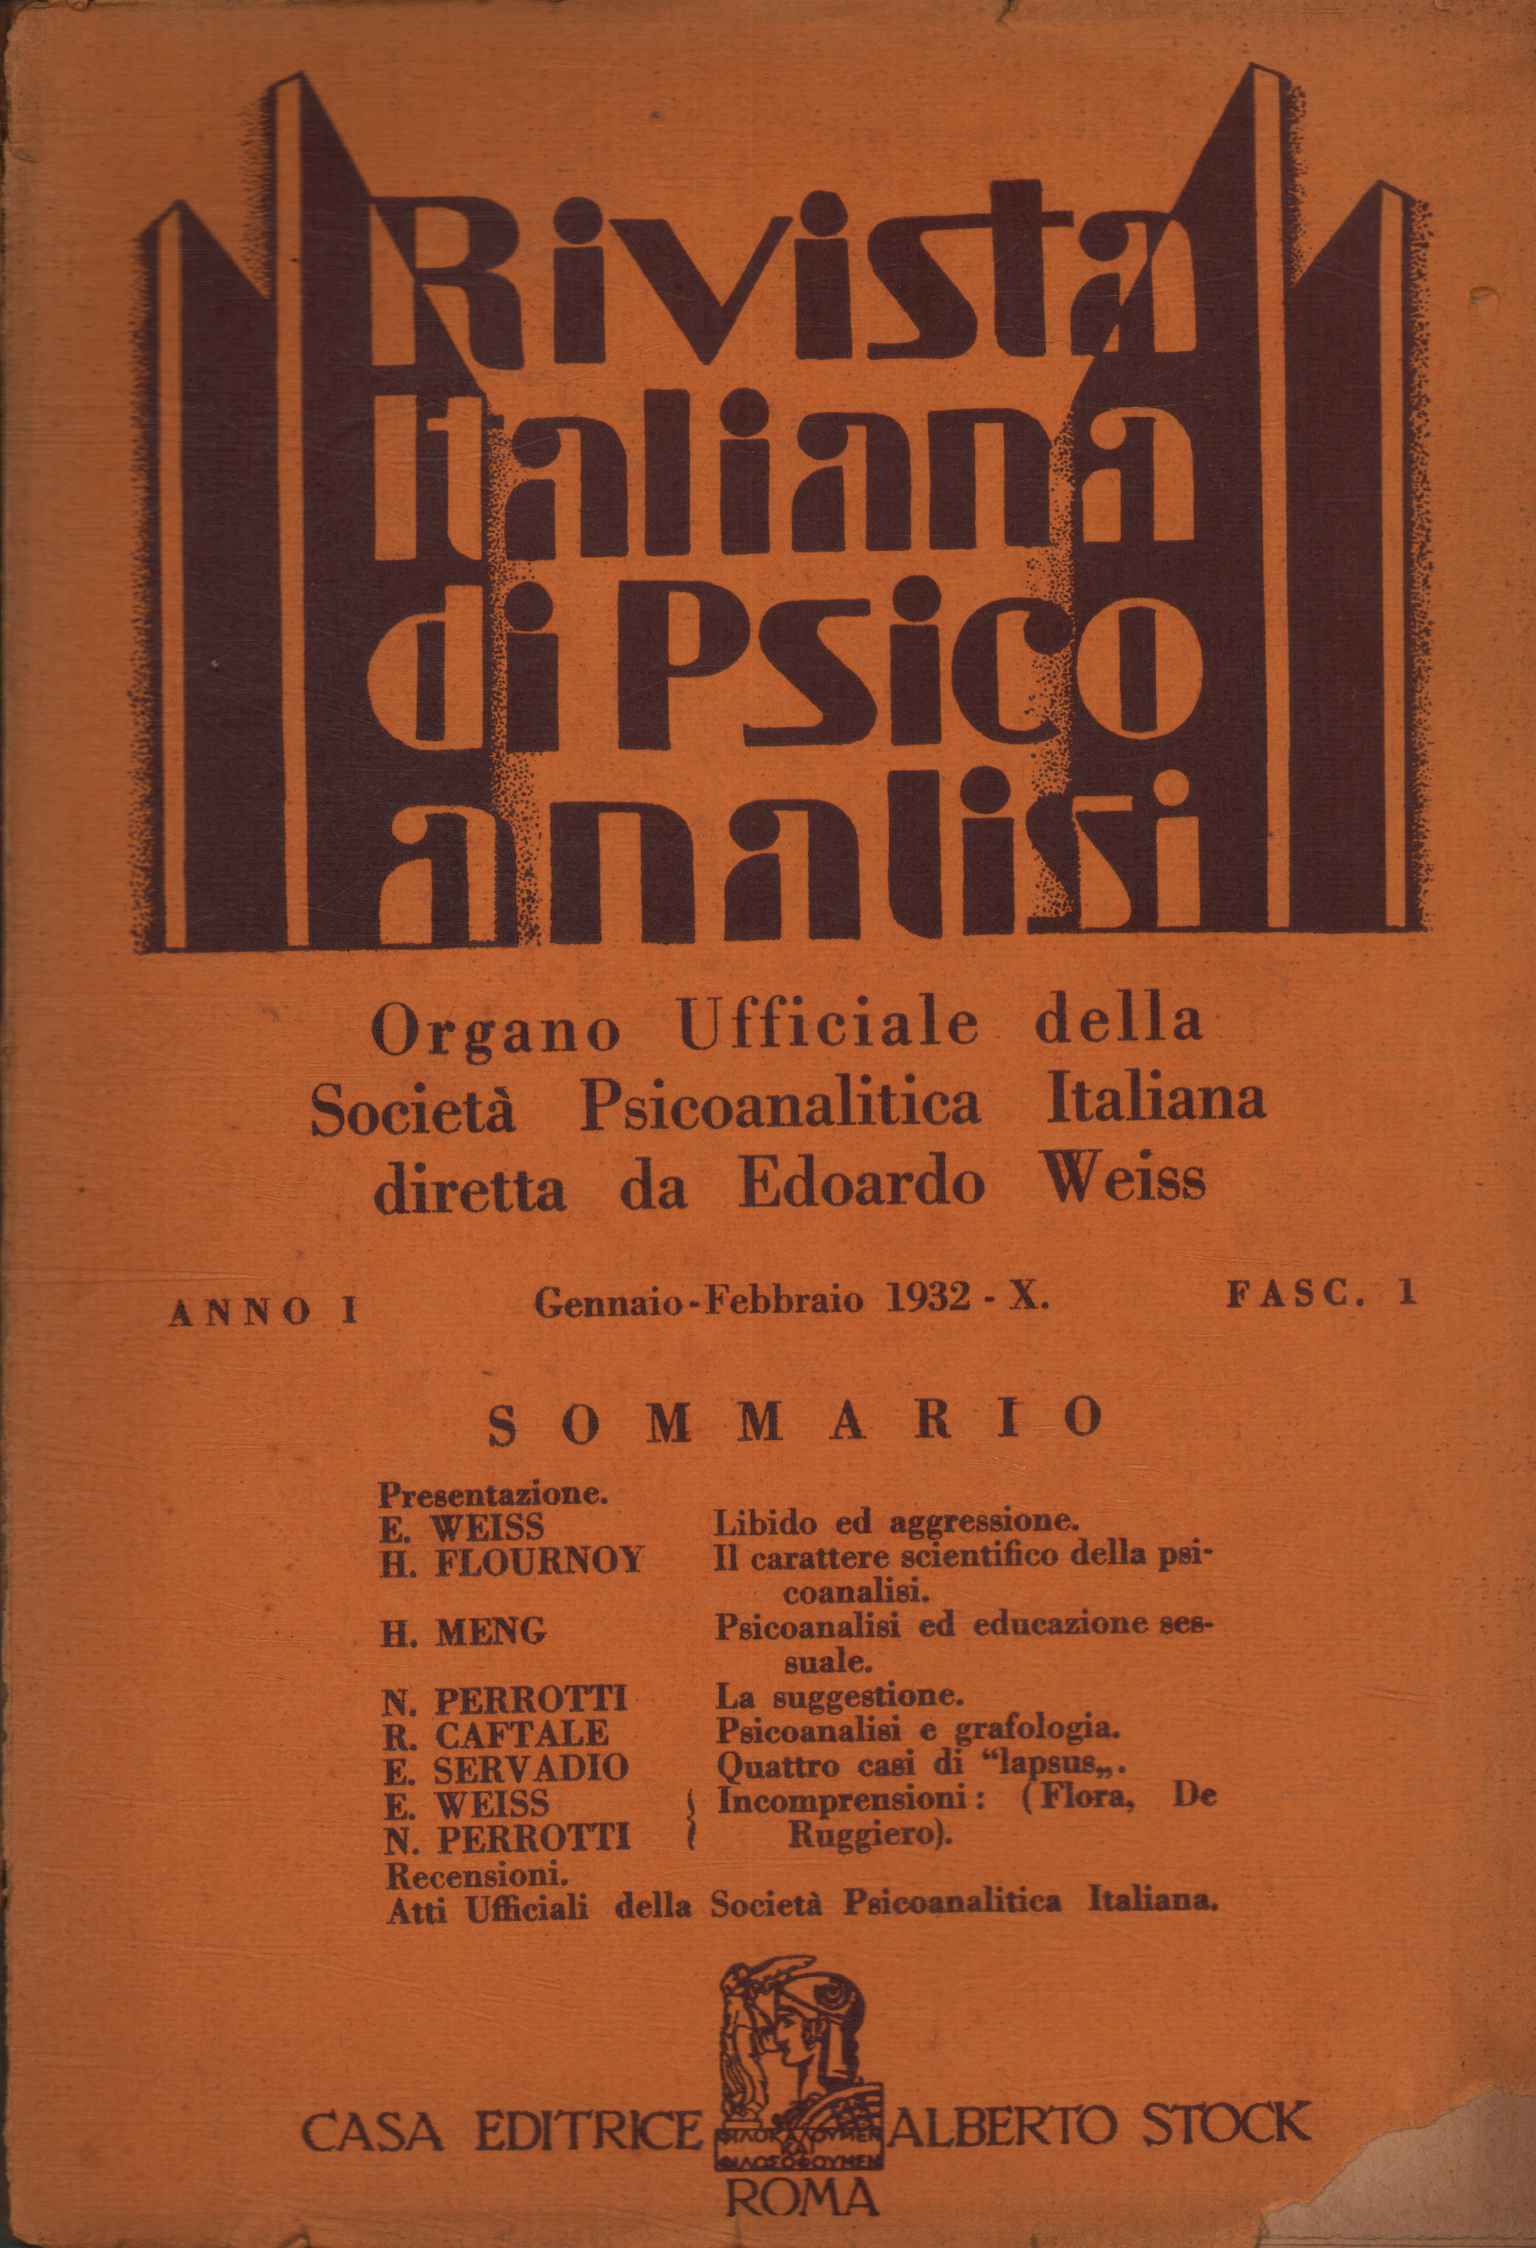 Rivista
Italiana
di Psico
analisi
Organo Ufficiale della
Società Psicoanalitica Italiana
diretta da Edoardo Weiss
ANNO I Gennaio-Febbraio 1932 - X. FASC. 1
SOMMARIO
Presentazione.
E. WEISS Libido ed aggressione.
H. FLOURNOY Il carattere scientifico della psi-
coanalisi.
H. MENG Psicoanalisi ed educazione ses-
suale.
N. PERROTTI La suggestione.
R. CAFTALE Psicoanalisi e grafologia.
E. SERVADIO Quattro casi di “lapsus„.
E. WEISS Incomprensioni: (Flora, De
N. PERROTTI Ruggiero).
Recensioni.
Atti Ufficiali della Società Psicoanalitica Italiana.
ΦΙΛΟΚΑΛΟΥΜΕΝ
ΚΑΙ
ΦΙΛΟΣΟΦΟΥΜΕΝ
CASA EDITRICE ALBERTO STOCK
ROMA